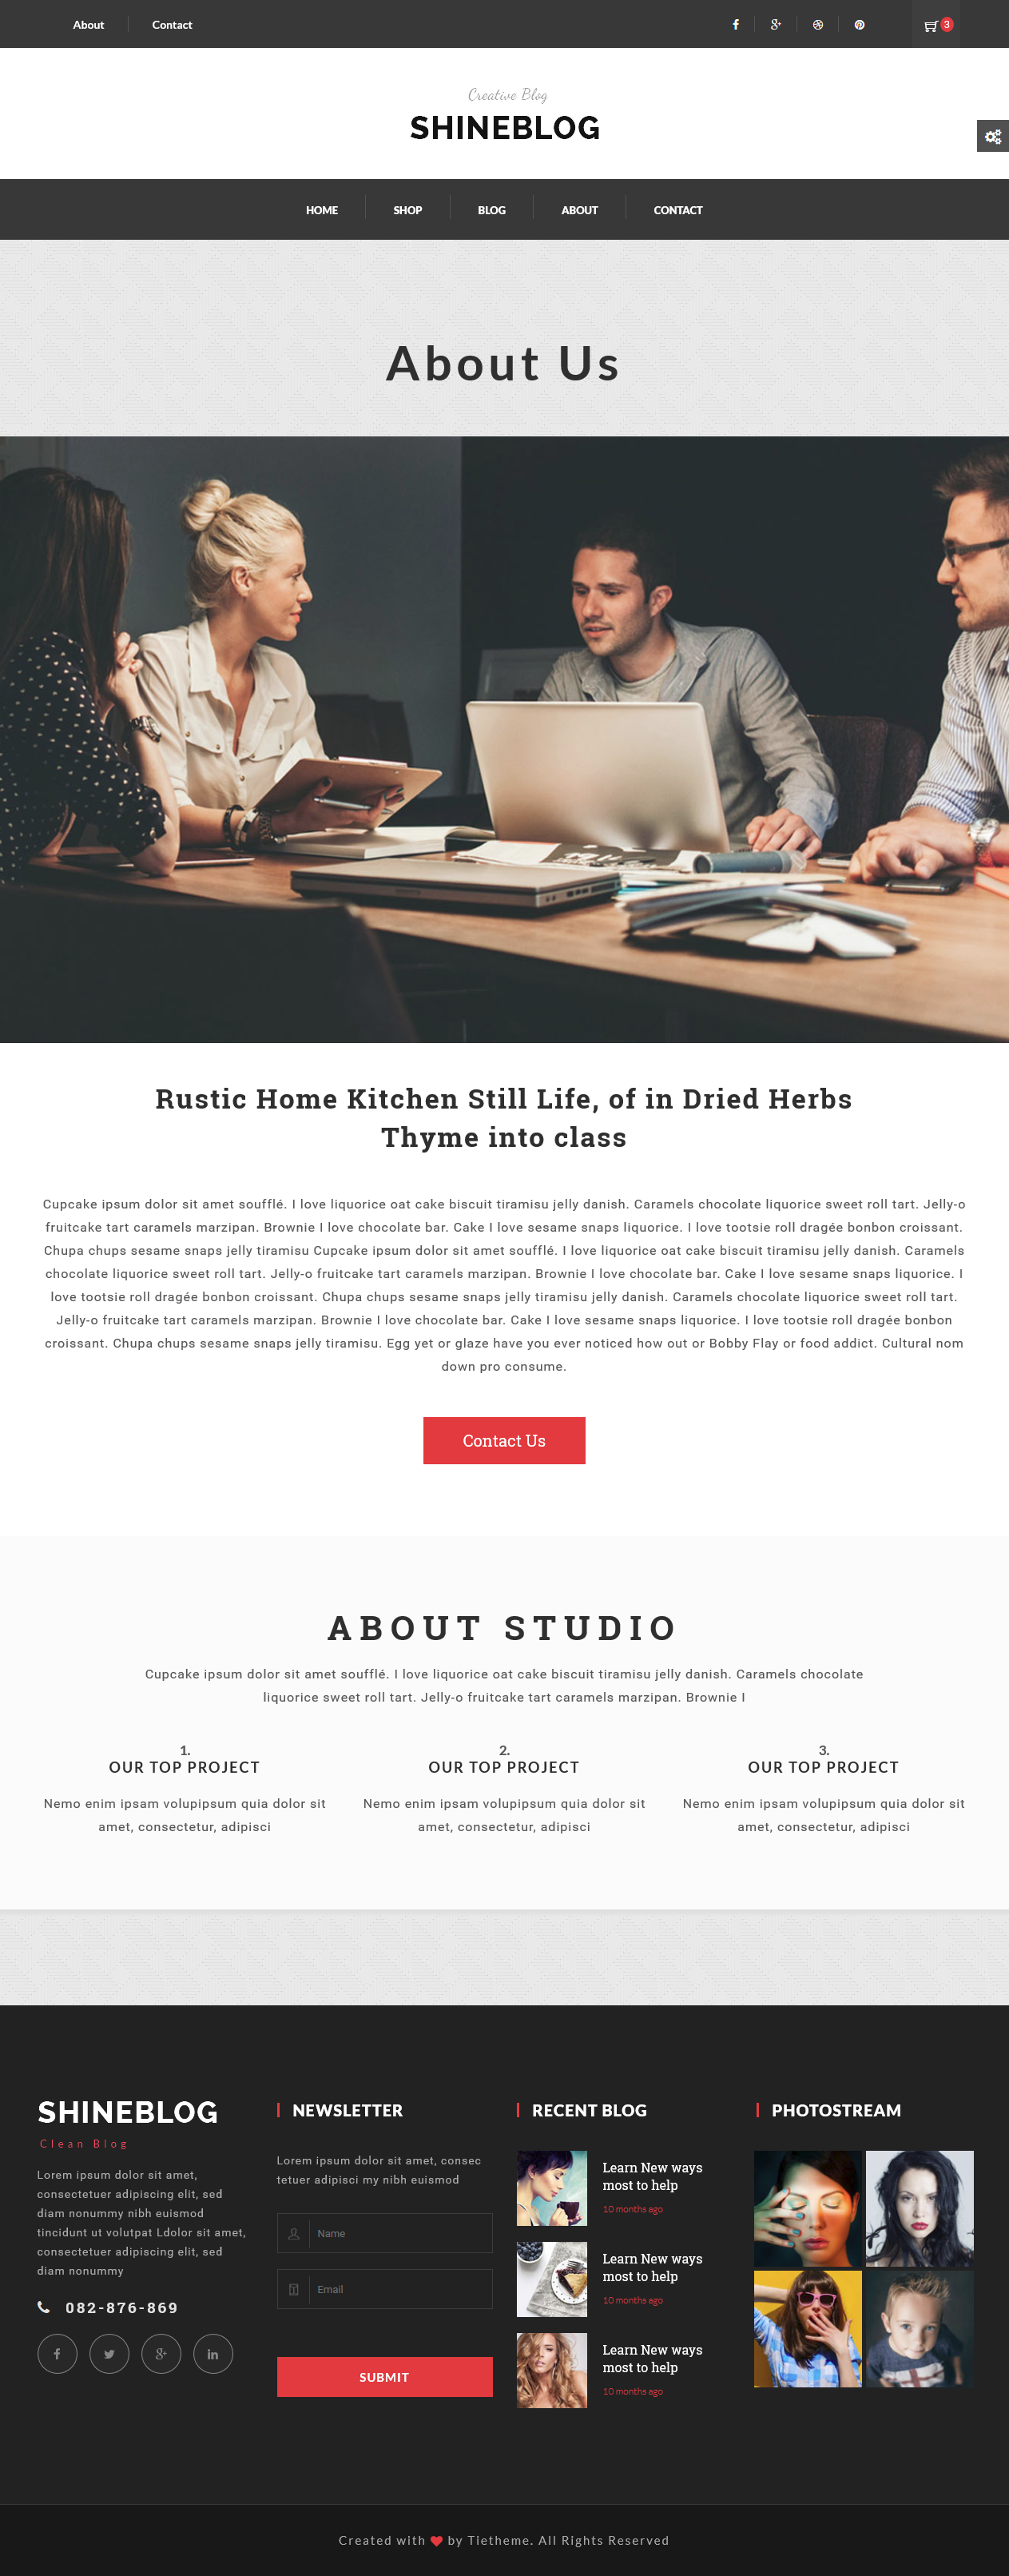 About
Contact
3
Creative Blog
SHINEBLOG
HOME
SHOP
BLOG
ABOUT
CONTACT
About Us
Rustic Home Kitchen Still Life, of in Dried Herbs
Thyme into class
Cupcake ipsum dolor sit amet soufflé. I love liquorice oat cake biscuit tiramisu jelly danish. Caramels chocolate liquorice sweet roll tart. Jelly-o
fruitcake tart caramels marzipan. Brownie I love chocolate bar. Cake I love sesame snaps liquorice. I love tootsie roll dragée bonbon croissant.
Chupa chups sesame snaps jelly tiramisu Cupcake ipsum dolor sit amet soufflé. I love liquorice oat cake biscuit tiramisu jelly danish. Caramels
chocolate liquorice sweet roll tart. Jelly-o fruitcake tart caramels marzipan. Brownie I love chocolate bar. Cake I love sesame snaps liquorice. I
love tootsie roll dragée bonbon croissant. Chupa chups sesame snaps jelly tiramisu jelly danish. Caramels chocolate liquorice sweet roll tart.
Jelly-o fruitcake tart caramels marzipan. Brownie I love chocolate bar. Cake I love sesame snaps liquorice. I love tootsie roll dragée bonbon
croissant. Chupa chups sesame snaps jelly tiramisu. Egg yet or glaze have you ever noticed how out or Bobby Flay or food addict. Cultural nom
down pro consume.
Contact Us
ABOUT STUDIO
Cupcake ipsum dolor sit amet soufflé. I love liquorice oat cake biscuit tiramisu jelly danish. Caramels chocolate
liquorice sweet roll tart. Jelly-o fruitcake tart caramels marzipan. Brownie I
1.
OUR TOP PROJECT
Nemo enim ipsam volupipsum quia dolor sit
amet, consectetur, adipisci
2.
OUR TOP PROJECT
Nemo enim ipsam volupipsum quia dolor sit
amet, consectetur, adipisci
3.
OUR TOP PROJECT
Nemo enim ipsam volupipsum quia dolor sit
amet, consectetur, adipisci
SHINEBLOG
Clean Blog
Lorem ipsum dolor sit amet,
consectetuer adipiscing elit, sed
diam nonummy nibh euismod
tincidunt ut volutpat Ldolor sit amet,
consectetuer adipiscing elit, sed
diam nonummy
082-876-869
NEWSLETTER
Lorem ipsum dolor sit amet, consec
tetuer adipisci my nibh euismod
Name
Email
SUBMIT
RECENT BLOG
Learn New ways
most to help
10 months ago
Learn New ways
most to help
10 months ago
Learn New ways
most to help
10 months ago
PHOTOSTREAM
Created with ❤ by Tietheme. All Rights Reserved